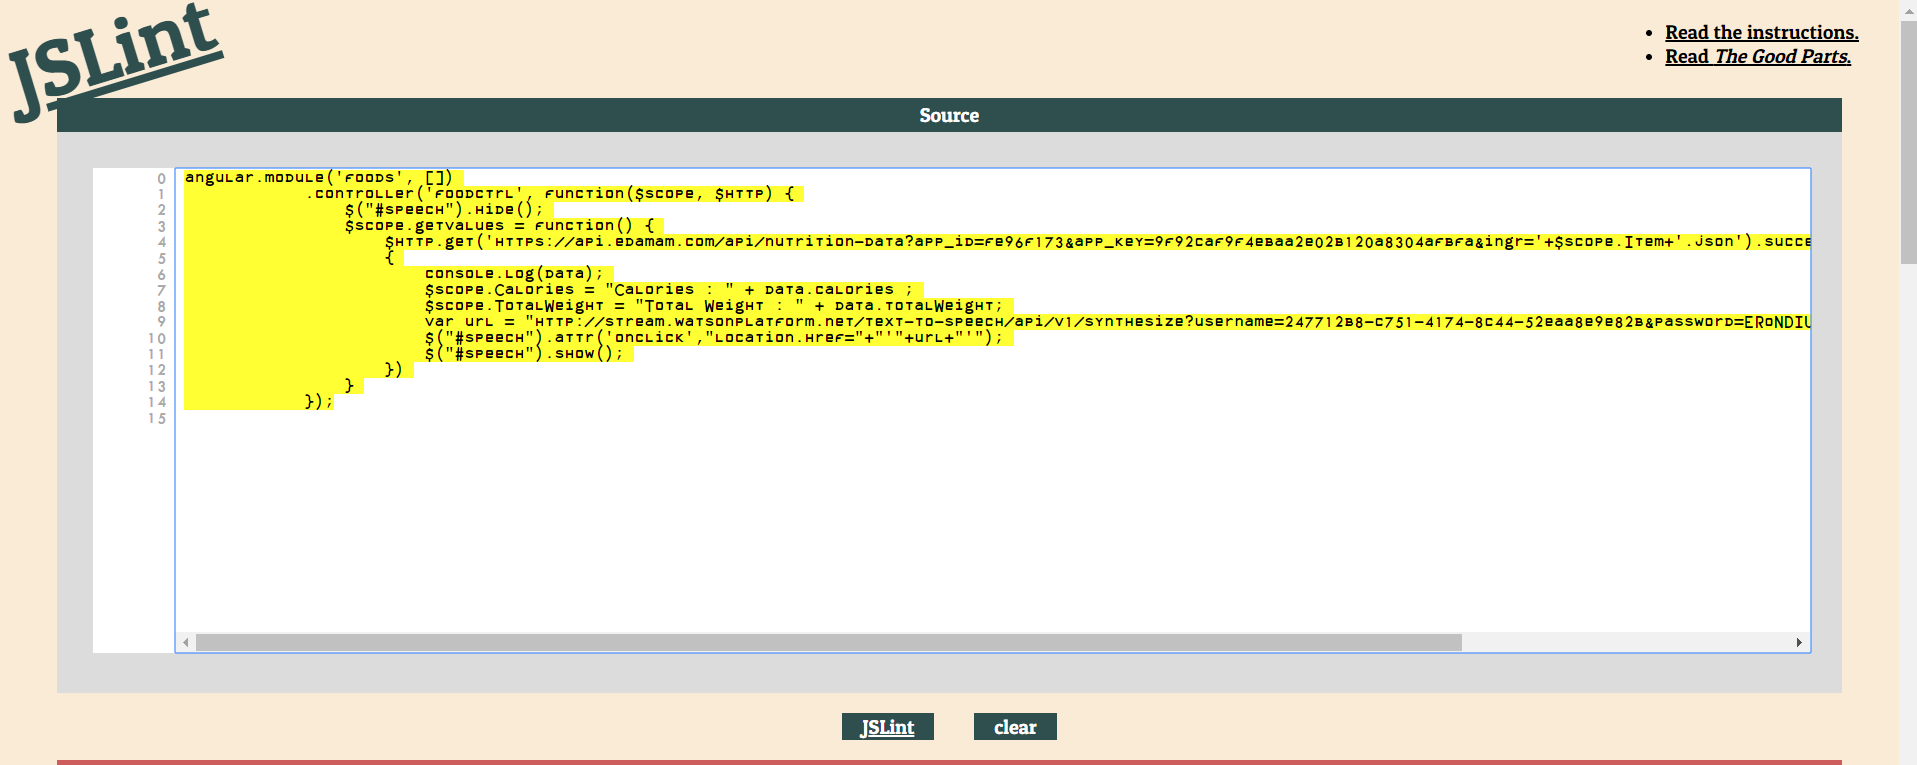 JSLint
Read the instructions.
Read The Good Parts.
Source
0 angular.module('foods', [])
1 .controller('foodctrl', function($scope, $http) {
2 $("#speech").hide();
3 $scope.getvalues = function() {
4 $http.get('https://api.edamam.com/api/nutrition-data?app_id=fe96f173&app_key=9f92caf9f4ebaa2e02b120a8304afbfa&ingr='+$scope.Item+'.json').succe
5 {
6 console.log(data);
7 $scope.Calories = "Calories : " + data.calories ;
8 $scope.TotalWeight = "Total Weight : " + data.totalWeight;
9 var url = "http://stream.watsonplatform.net/text-to-speech/api/v1/synthesize?username=247712b8-c751-4174-8c44-52eaa8e9e82b&password=ERoNDIU
10 $("#speech").attr('onclick',"location.href="+"'"+url+"'");
11 $("#speech").show();
12 })
13 }
14 });
15
JSLint clear